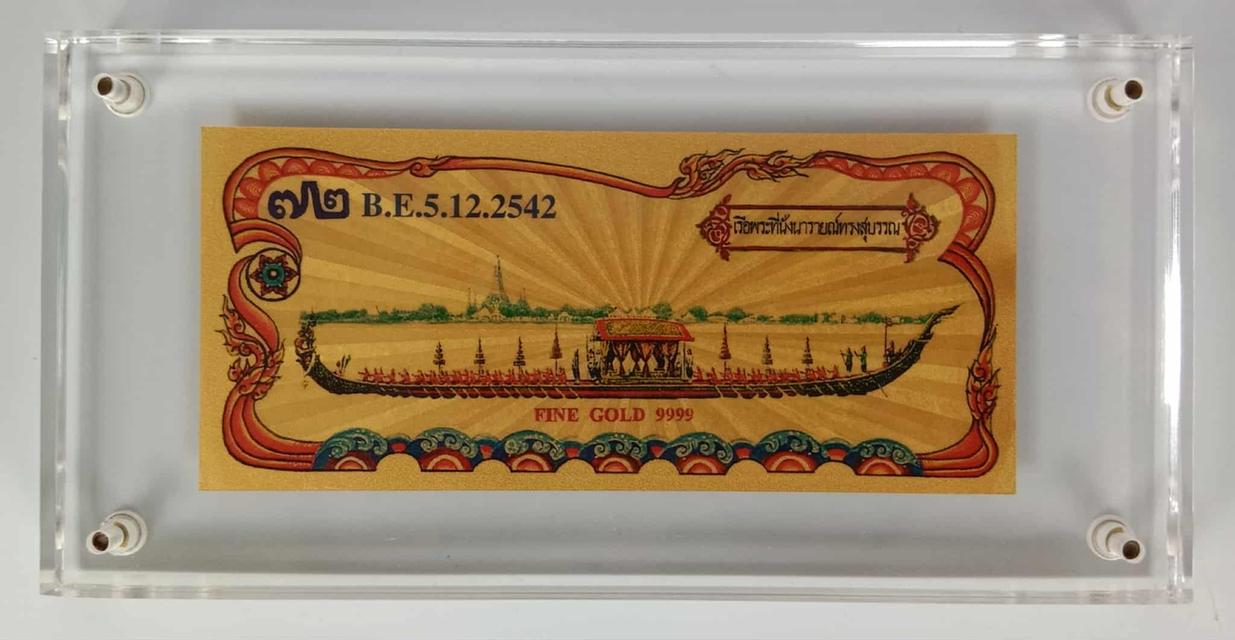 ๗๒ B.E.5.12.2542
เรือพระที่นั่งนารายณ์ทรงสุบรรณ
FINE GOLD 9999